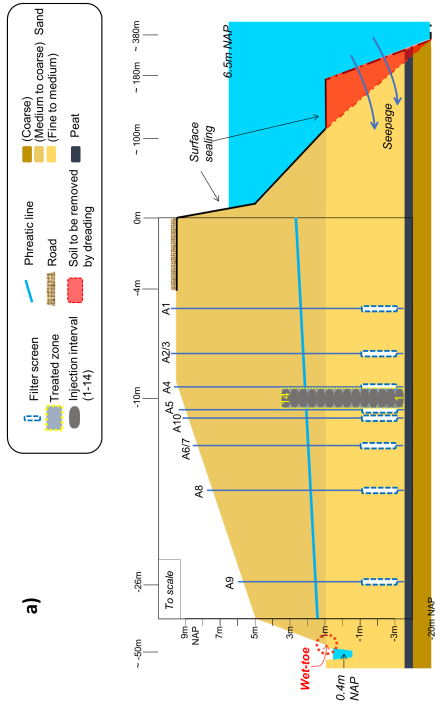 a)
Filter screen
Treated zone
Injection interval
(1-14)
Phreatic line
Road
Soil to be removed
by dreading
(Coarse)
(Medium to coarse) Sand
(Fine to medium)
Peat
~ -50m
-26m
-10m
-4m
0m
~ 100m
~ 180m
~ 380m
To scale
9m
NAP
7m
5m
3m
1m
-1m
-3m
-20m NAP
A9
A8
A6/7
A10
A5
A4
A2/3
A1
14
1
Surface
sealing
6.5m NAP
Seepage
Wet-toe
0.4m
NAP